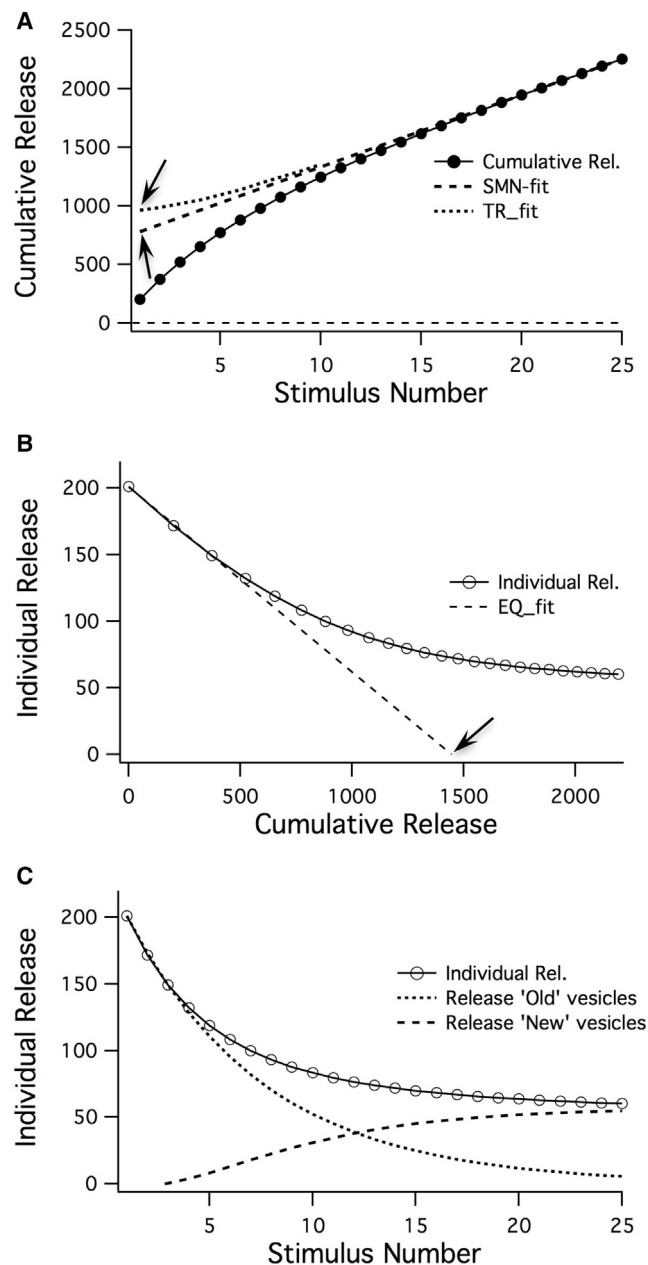 A
2500
2000
1500
1000
500
0
Cumulative Release
Cumulative Rel.
SMN-fit
TR_fit
5 10 15 20 25
Stimulus Number
B
200
150
100
50
0
Individual Release
Individual Rel.
EQ_fit
0 500 1000 1500 2000
Cumulative Release
C
200
150
100
50
0
Individual Release
Individual Rel.
Release 'Old' vesicles
Release 'New' vesicles
5 10 15 20 25
Stimulus Number